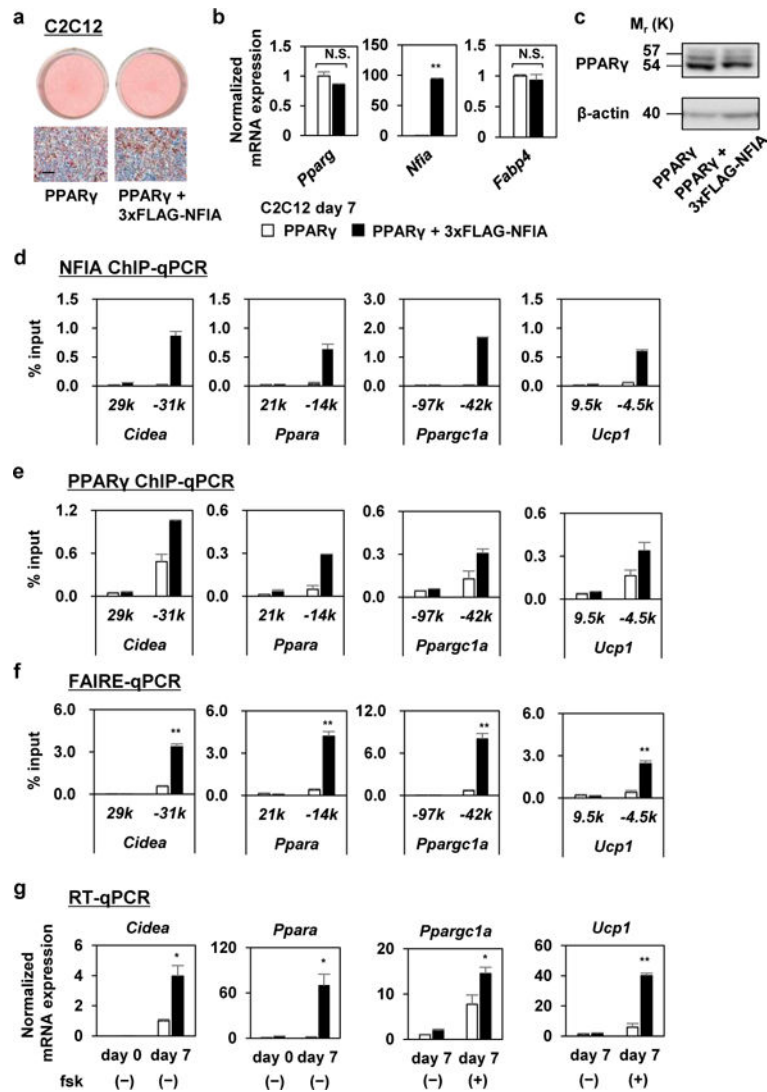 a
C2C12
PPARγ
PPARγ +
3xFLAG-NFIA
b
Normalized
mRNA expression
N.S.
1.5
1
0.5
0
Pparg
**
150
100
50
0
Nfia
N.S.
1.5
1
0.5
0
Fabp4
C2C12 day 7
PPARγ PPARγ + 3xFLAG-NFIA
c
Mr (K)
57
PPARγ
54
β-actin 40
PPARγ
PPARγ +
3xFLAG-NFIA
d
NFIA ChIP-qPCR
% input
1.5 1.5 3.0 1.5
1.0 1.0 2.0 1.0
0.5 0.5 1.0 0.5
0.0 0.0 0.0 0.0
29k -31k 21k -14k -97k -42k 9.5k -4.5k
Cidea Ppara Ppargc1a Ucp1
e
PPARγ ChIP-qPCR
% input
1.2 0.6 0.6 0.6
0.6 0.3 0.3 0.3
0.0 0.0 0.0 0.0
29k -31k 21k -14k -97k -42k 9.5k -4.5k
Cidea Ppara Ppargc1a Ucp1
f
FAIRE-qPCR
% input
6.0 6.0 12.0 6.0
** ** ** **
3.0 3.0 6.0 3.0
0.0 0.0 0.0 0.0
29k -31k 21k -14k -97k -42k 9.5k -4.5k
Cidea Ppara Ppargc1a Ucp1
g
RT-qPCR
Cidea Ppara Ppargc1a Ucp1
Normalized
mRNA expression
6 120 20 60
* * * **
4 60 10 40
2 20
0 0 0 0
day 0 day 7 day 0 day 7 day 7 day 7 day 7 day 7
fsk (−) (−) (−) (−) (−) (+) (−) (+)